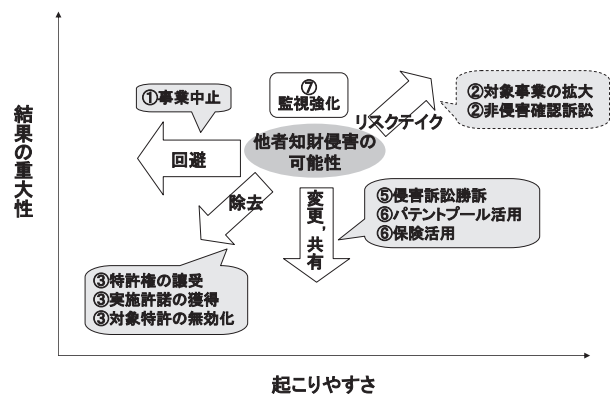 結果の重大性
⑦
監視強化
①事業中止
②対象事業の拡大
②非侵害確認訴訟
リスクテイク
他者知財侵害の
可能性
回避
除去
変更,共有
⑤侵害訴訟勝訴
⑥パテントプール活用
⑥保険活用
③特許権の譲受
③実施許諾の獲得
③対象特許の無効化
起こりやすさ